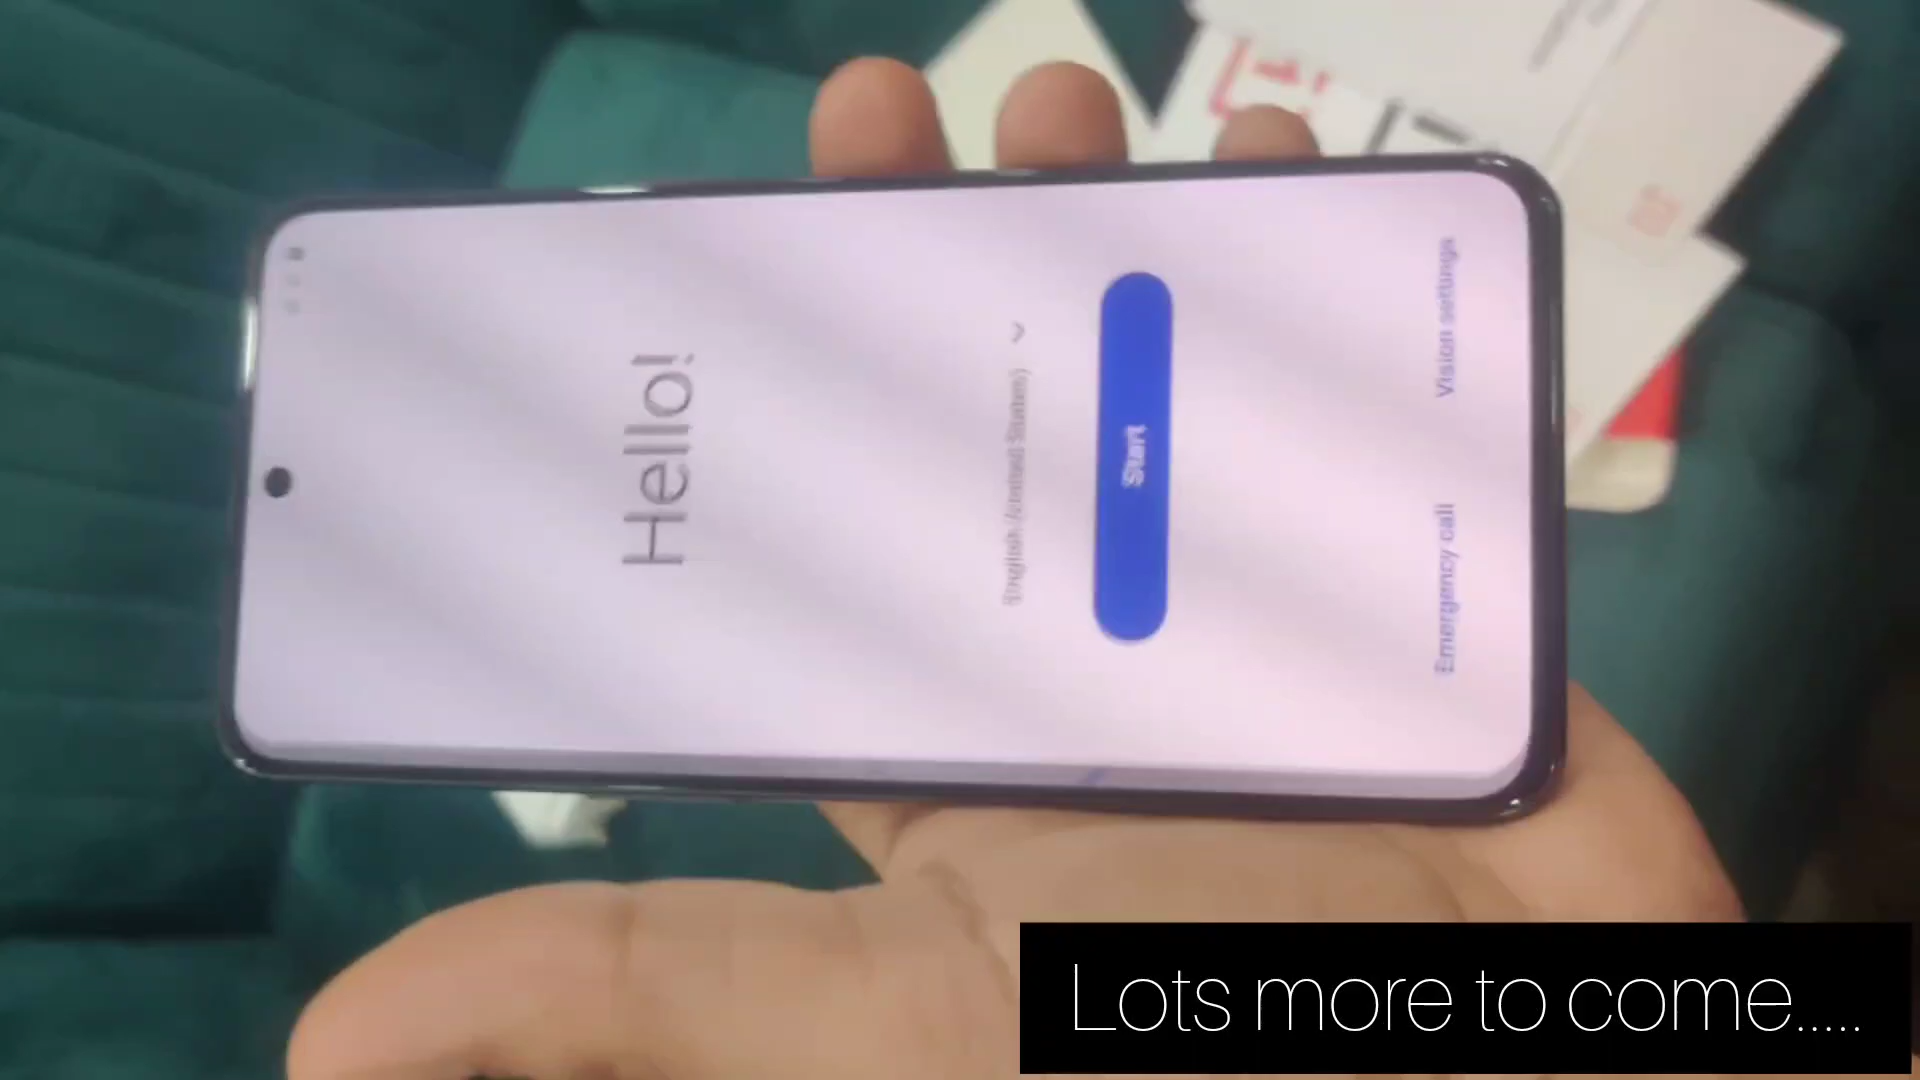 Hello!
English (United States)
Start
Emergency call
Vision settings
Lots more to come.....